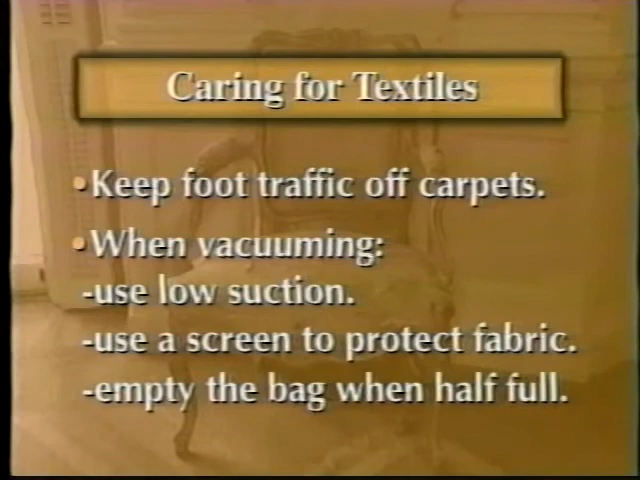 Caring for Textiles
•Keep foot traffic off carpets.
•When vacuuming:
-use low suction.
-use a screen to protect fabric.
-empty the bag when half full.